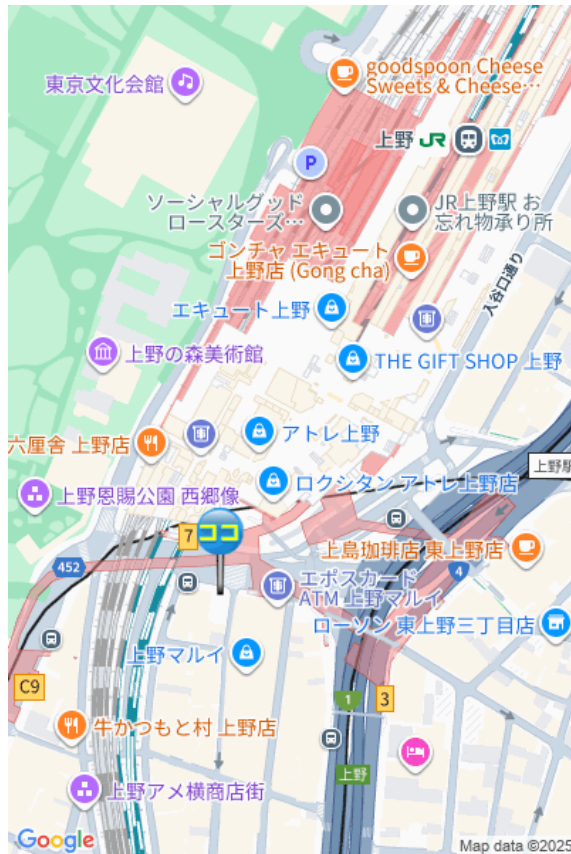 goodspoon Cheese
Sweets & Cheese…
東京文化会館
上野 JR
P
ソーシャルグッド
ロースターズ…
JR上野駅 お
忘れ物承り所
ゴンチャ エキュート
上野店 (Gong cha)
入谷口通り
エキュート上野
上野の森美術館
THE GIFT SHOP 上野
六厘舎 上野店
アトレ上野
上野駅
上野恩賜公園 西郷像
ロクシタン アトレ上野店
7
ココ
上島珈琲店 東上野店
452
エポスカード
ATM 上野マルイ
4
ローソン 東上野三丁目店
上野マルイ
C9
1
3
牛かつもと村 上野店
上野
上野アメ横商店街
Google
Map data ©2025